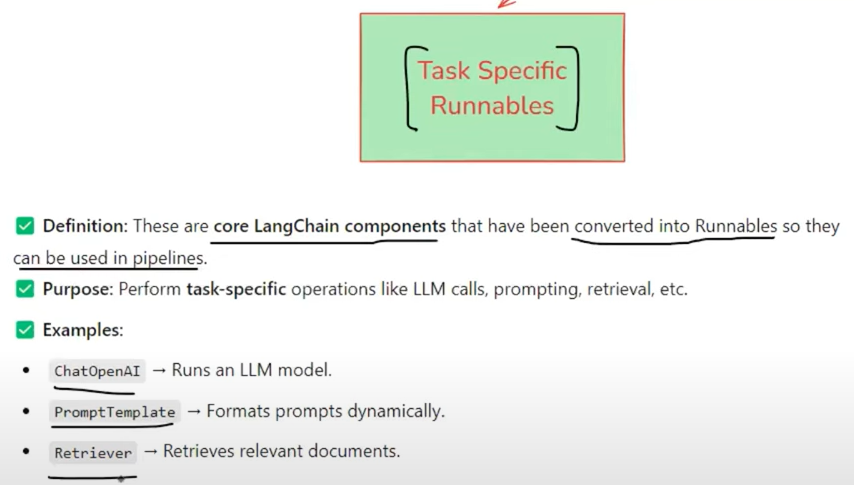 Task Specific
Runnables
Definition: These are core LangChain components that have been converted into Runnables so they
can be used in pipelines.
Purpose: Perform task-specific operations like LLM calls, prompting, retrieval, etc.
Examples:
• ChatOpenAI → Runs an LLM model.
• PromptTemplate → Formats prompts dynamically.
• Retriever → Retrieves relevant documents.